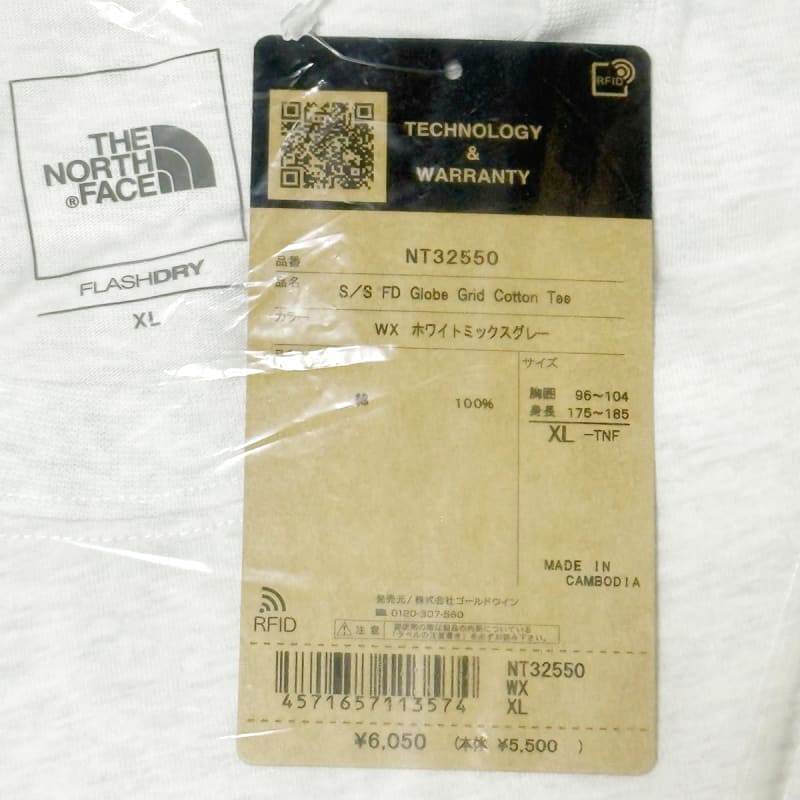 THE
NORTH
®FACE
FLASHDRY
XL
RFID
TECHNOLOGY
&
WARRANTY
品番 NT32550
品名 S/S FD Globe Grid Cotton Tee
カラー WX ホワイトミックスグレー
綿 100%
サイズ
胸囲 96~104
身長 175~185
XL -TNF
MADE IN
CAMBODIA
発売元/株式会社ゴールドウイン
0120-307-560
RFID
注意
4571657113574
NT32550
WX
XL
¥6,050 (本体 ¥5,500 )